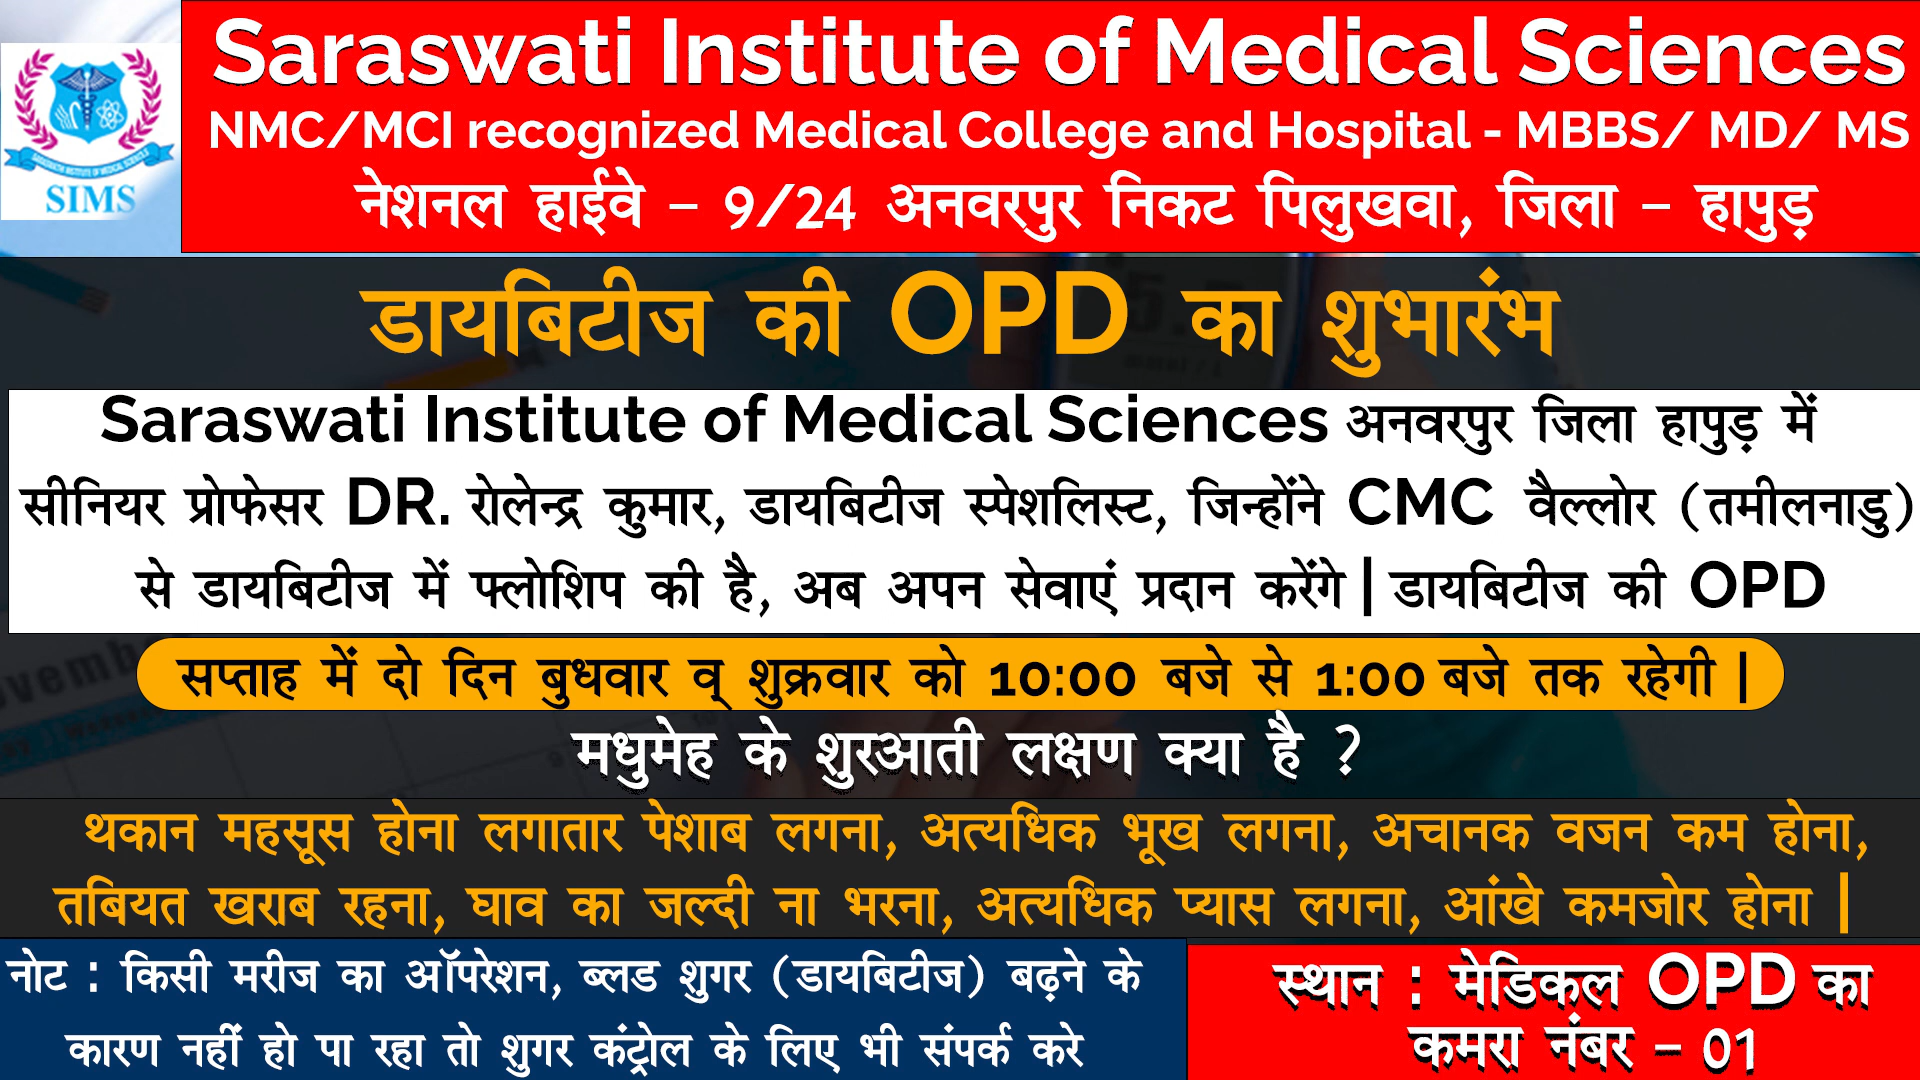 Saraswati Institute of Medical Sciences
NMC/MCI recognized Medical College and Hospital - MBBS/ MD/ MS
नेशनल हाईवे - 9/24 अनवरपुर निकट पिलुखवा, जिला - हापुड़
SARASWATHI INSTITUTE OF MEDICAL SCIENCES
SIMS
डायबिटीज की OPD का शुभारंभ
Saraswati Institute of Medical Sciences अनवरपुर जिला हापुड़ में
सीनियर प्रोफेसर DR. रोलेन्द्र कुमार, डायबिटीज स्पेशलिस्ट, जिन्होंने CMC वैल्लोर (तमीलनाडु)
से डायबिटीज में फ्लोशिप की है, अब अपन सेवाएं प्रदान करेंगे | डायबिटीज की OPD
सप्ताह में दो दिन बुधवार व् शुक्रवार को 10:00 बजे से 1:00 बजे तक रहेगी |
मधुमेह के शुरआती लक्षण क्या है ?
थकान महसूस होना लगातार पेशाब लगना, अत्यधिक भूख लगना, अचानक वजन कम होना,
तबियत खराब रहना, घाव का जल्दी ना भरना, अत्यधिक प्यास लगना, आंखे कमजोर होना |
नोट : किसी मरीज का ऑपरेशन, ब्लड शुगर (डायबिटीज) बढ़ने के
कारण नहीं हो पा रहा तो शुगर कंट्रोल के लिए भी संपर्क करे
स्थान : मेडिकल OPD का
कमरा नंबर - 01